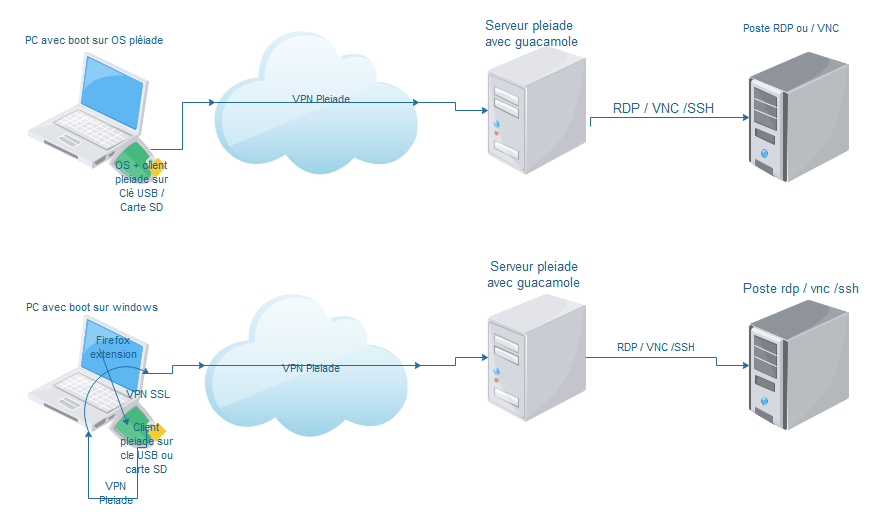 PC avec boot sur OS pléiade
Serveur pleiade
avec guacamole
Poste RDP ou / VNC
VPN Pleiade
RDP / VNC /SSH
OS + client
pleiade sur
Clé USB /
Carte SD
PC avec boot sur windows
Serveur pleiade
avec guacamole
Poste rdp / vnc /ssh
Firefox
extension
VPN Pleiade
RDP / VNC /SSH
VPN SSL
Client
pleiade sur
cle USB ou
carte SD
VPN
Pleiade